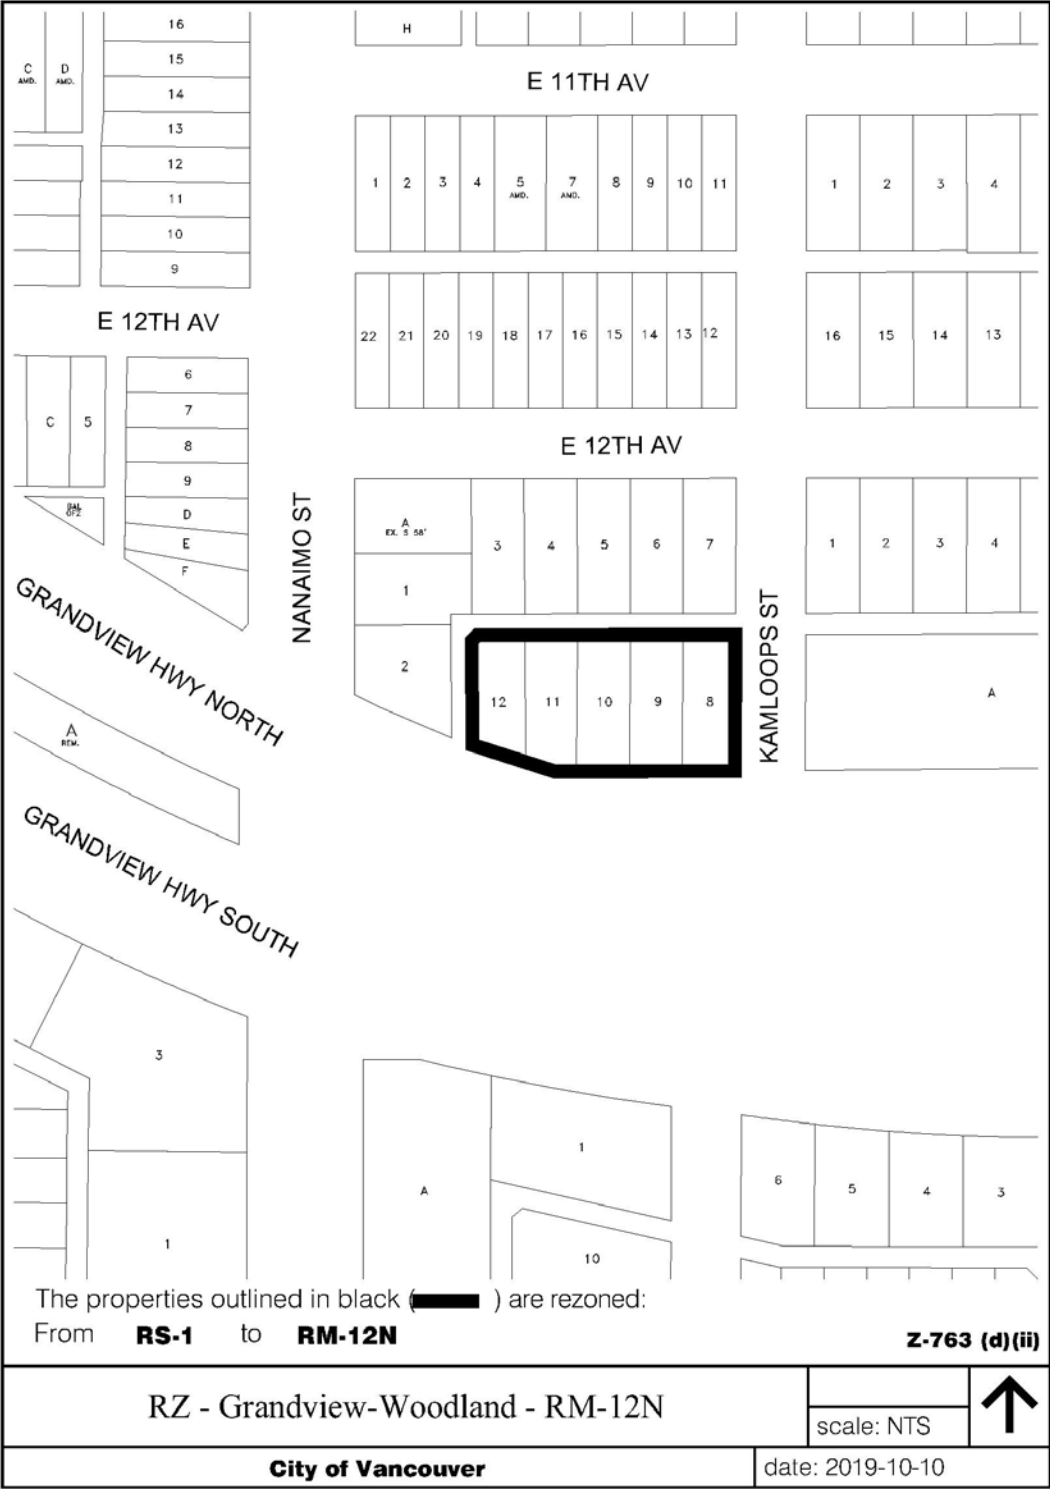 16
H
15
C
AMD.
D
AMD.
E 11TH AV
14
13
12
1 2 3 4 5 7 8 9 10 11
AMD. AMD.
1 2 3 4
11
10
9
E 12TH AV
22 21 20 19 18 17 16 15 14 13 12
16 15 14 13
6
7
C 5
8
E 12TH AV
9
BAL
OF2
D
E
F
NANAIMO ST
A
EX. S 58'
3 4 5 6 7
1 2 3 4
1
GRANDVIEW HWY NORTH
2
KAMLOOPS ST
12 11 10 9 8
A
A
REM.
GRANDVIEW HWY SOUTH
3
1
A
1
10
6 5 4 3
The properties outlined in black ( ) are rezoned:
From RS-1 to RM-12N
Z-763 (d)(ii)
RZ - Grandview-Woodland - RM-12N
scale: NTS
City of Vancouver
date: 2019-10-10